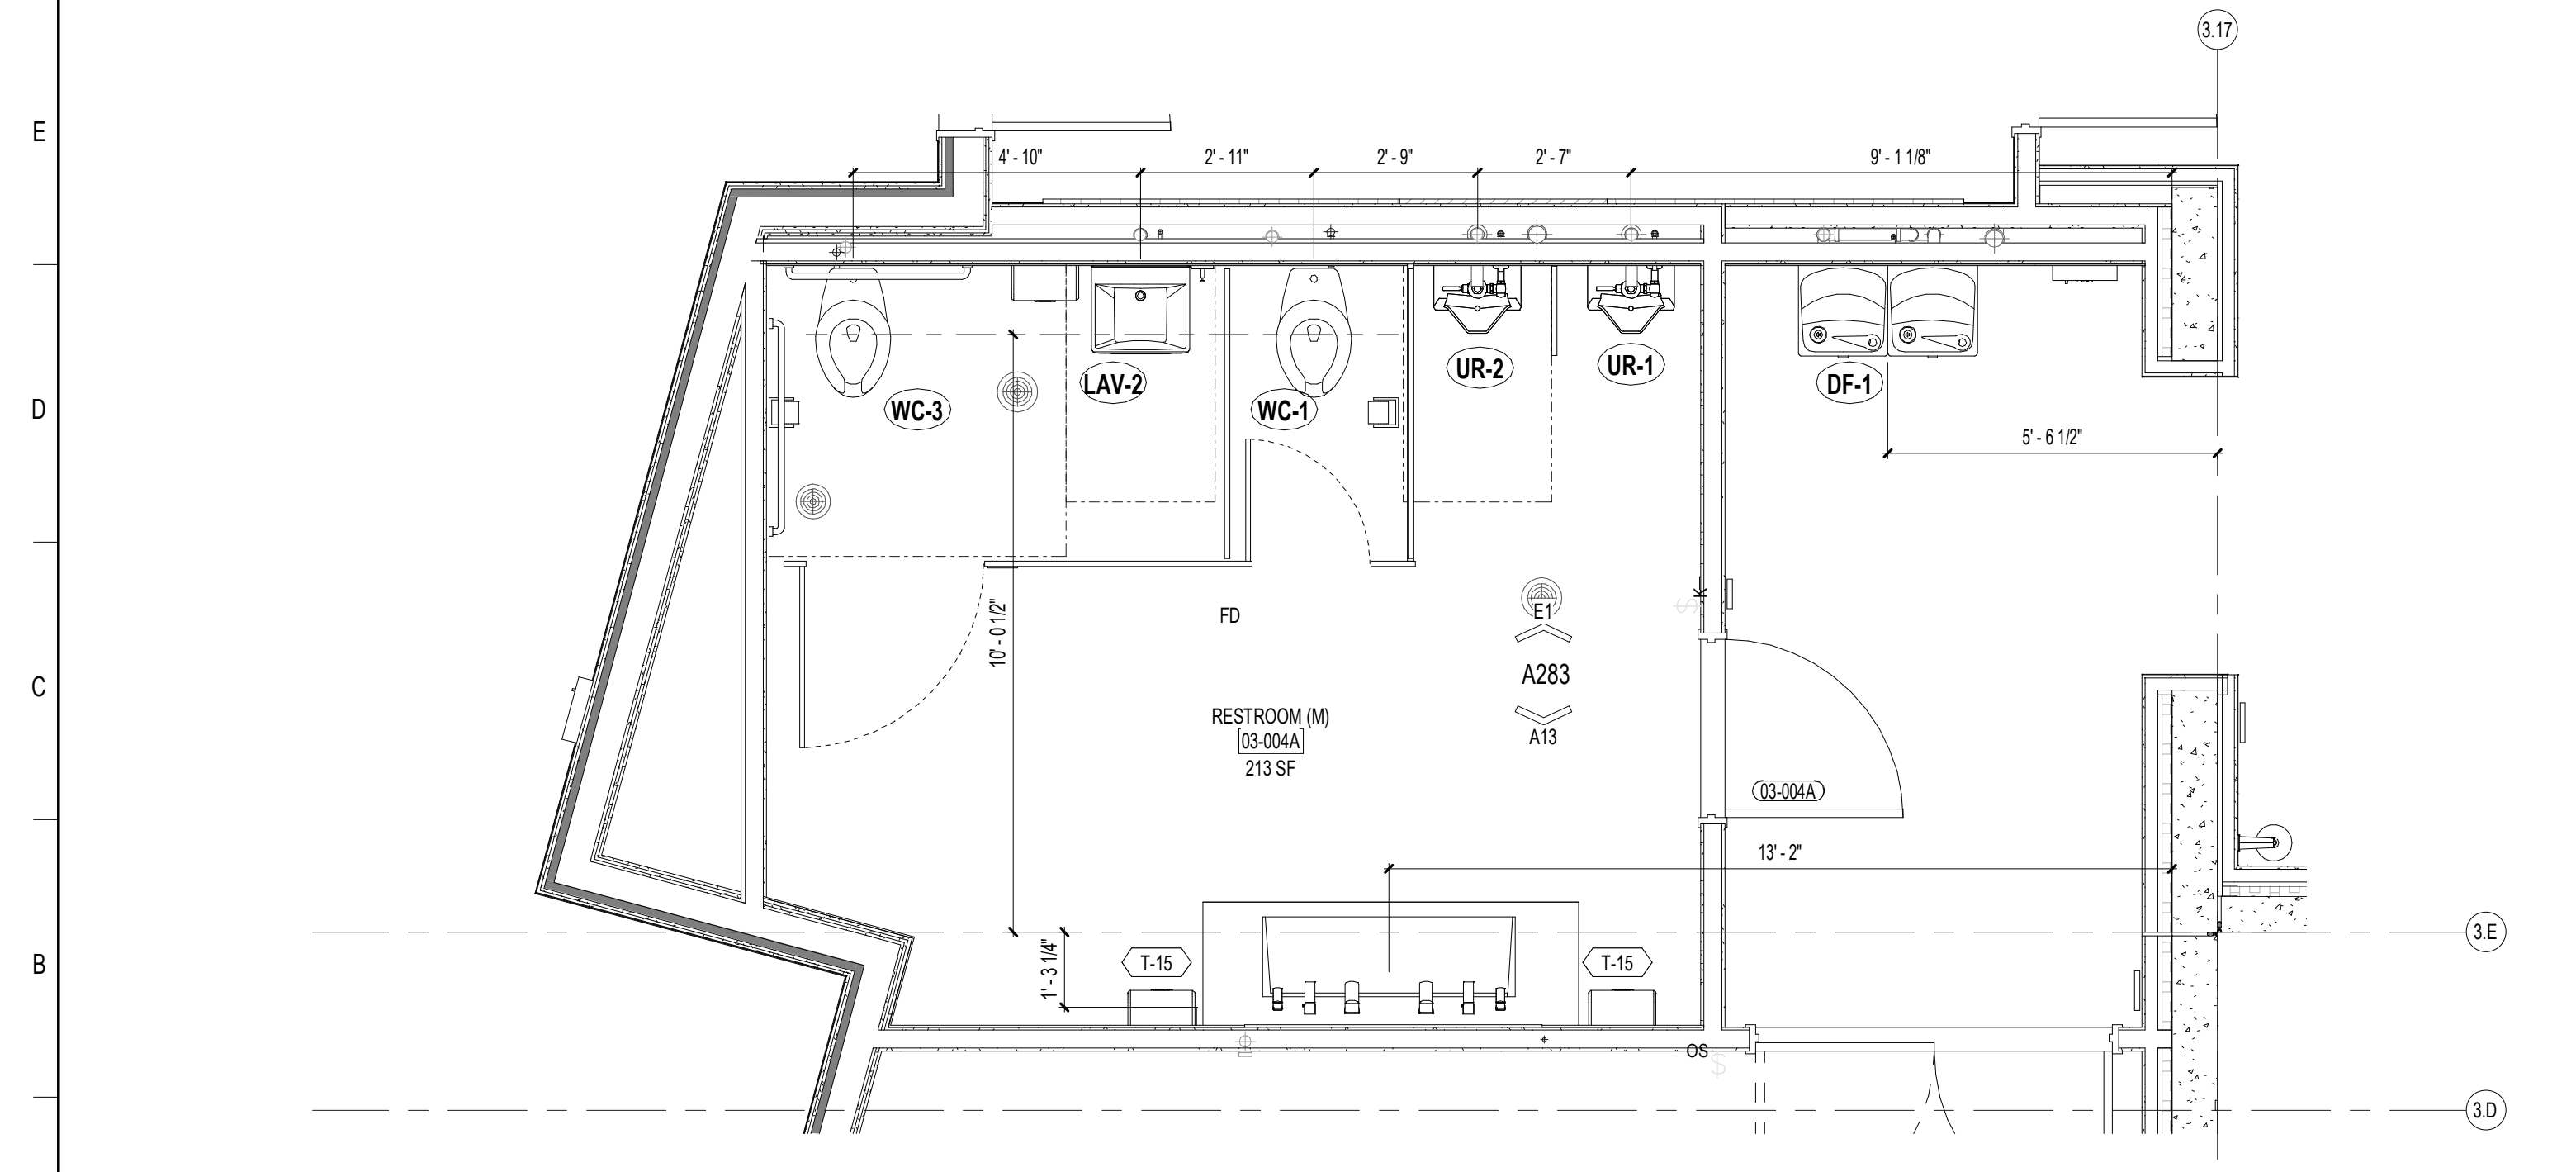 3.17
E
4' - 10"
2' - 11"
2' - 9"
2' - 7"
9' - 1 1/8"
D
WC-3
LAV-2
WC-1
UR-2
UR-1
DF-1
5' - 6 1/2"
10' - 0 1/2"
FD
E1
K
$
A283
C
RESTROOM (M)
03-004A
213 SF
A13
03-004A
13' - 2"
3.E
B
1' - 3 1/4"
T-15
T-15
OS
$
3.D